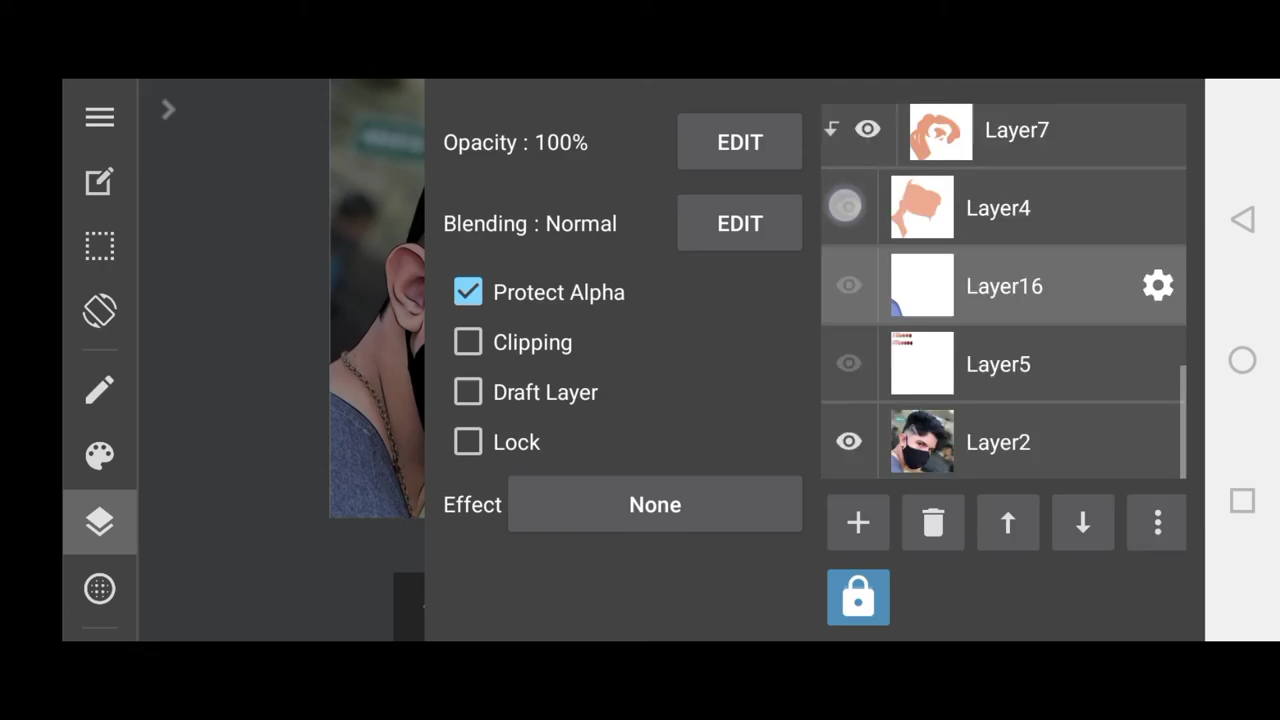 Opacity : 100%
EDIT
Blending : Normal
EDIT
Protect Alpha
Clipping
Draft Layer
Lock
Effect
None
Layer7
Layer4
Layer16
Layer5
Layer2